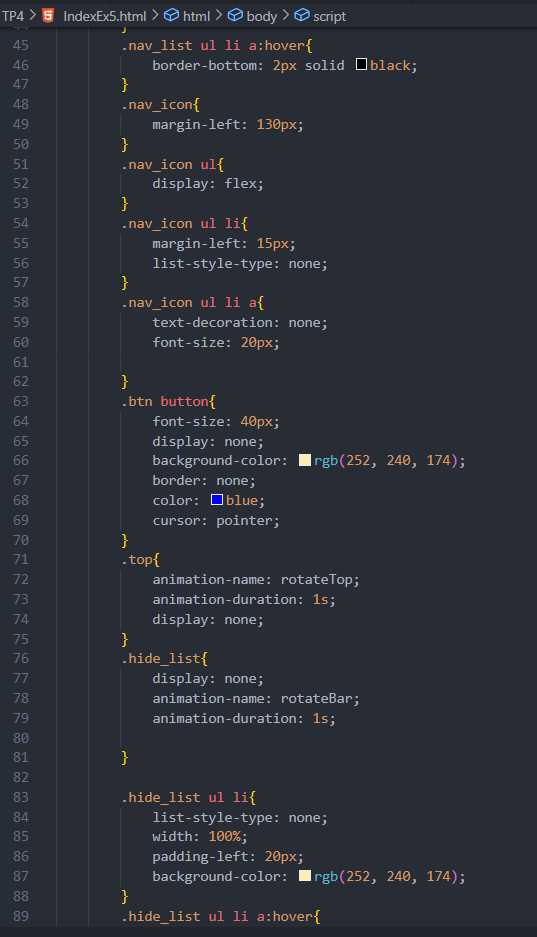 TP4 > IndexEx5.html > html > body > script
44 }
45 .nav_list ul li a:hover{
46 border-bottom: 2px solid black;
47 }
48 .nav_icon{
49 margin-left: 130px;
50 }
51 .nav_icon ul{
52 display: flex;
53 }
54 .nav_icon ul li{
55 margin-left: 15px;
56 list-style-type: none;
57 }
58 .nav_icon ul li a{
59 text-decoration: none;
60 font-size: 20px;
61
62 }
63 .btn button{
64 font-size: 40px;
65 display: none;
66 background-color: rgb(252, 240, 174);
67 border: none;
68 color: blue;
69 cursor: pointer;
70 }
71 .top{
72 animation-name: rotateTop;
73 animation-duration: 1s;
74 display: none;
75 }
76 .hide_list{
77 display: none;
78 animation-name: rotateBar;
79 animation-duration: 1s;
80
81 }
82
83 .hide_list ul li{
84 list-style-type: none;
85 width: 100%;
86 padding-left: 20px;
87 background-color: rgb(252, 240, 174);
88 }
89 .hide_list ul li a:hover{